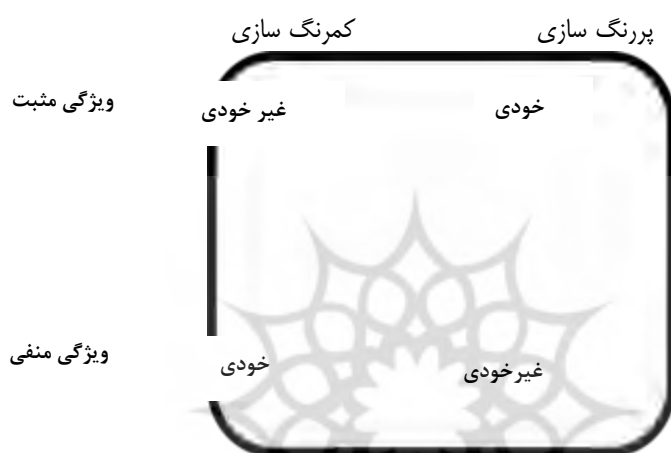 پررنگ سازی کمرنگ سازی
ویژگی مثبت خودی غیر خودی
ویژگی منفی غیرخودی خودی